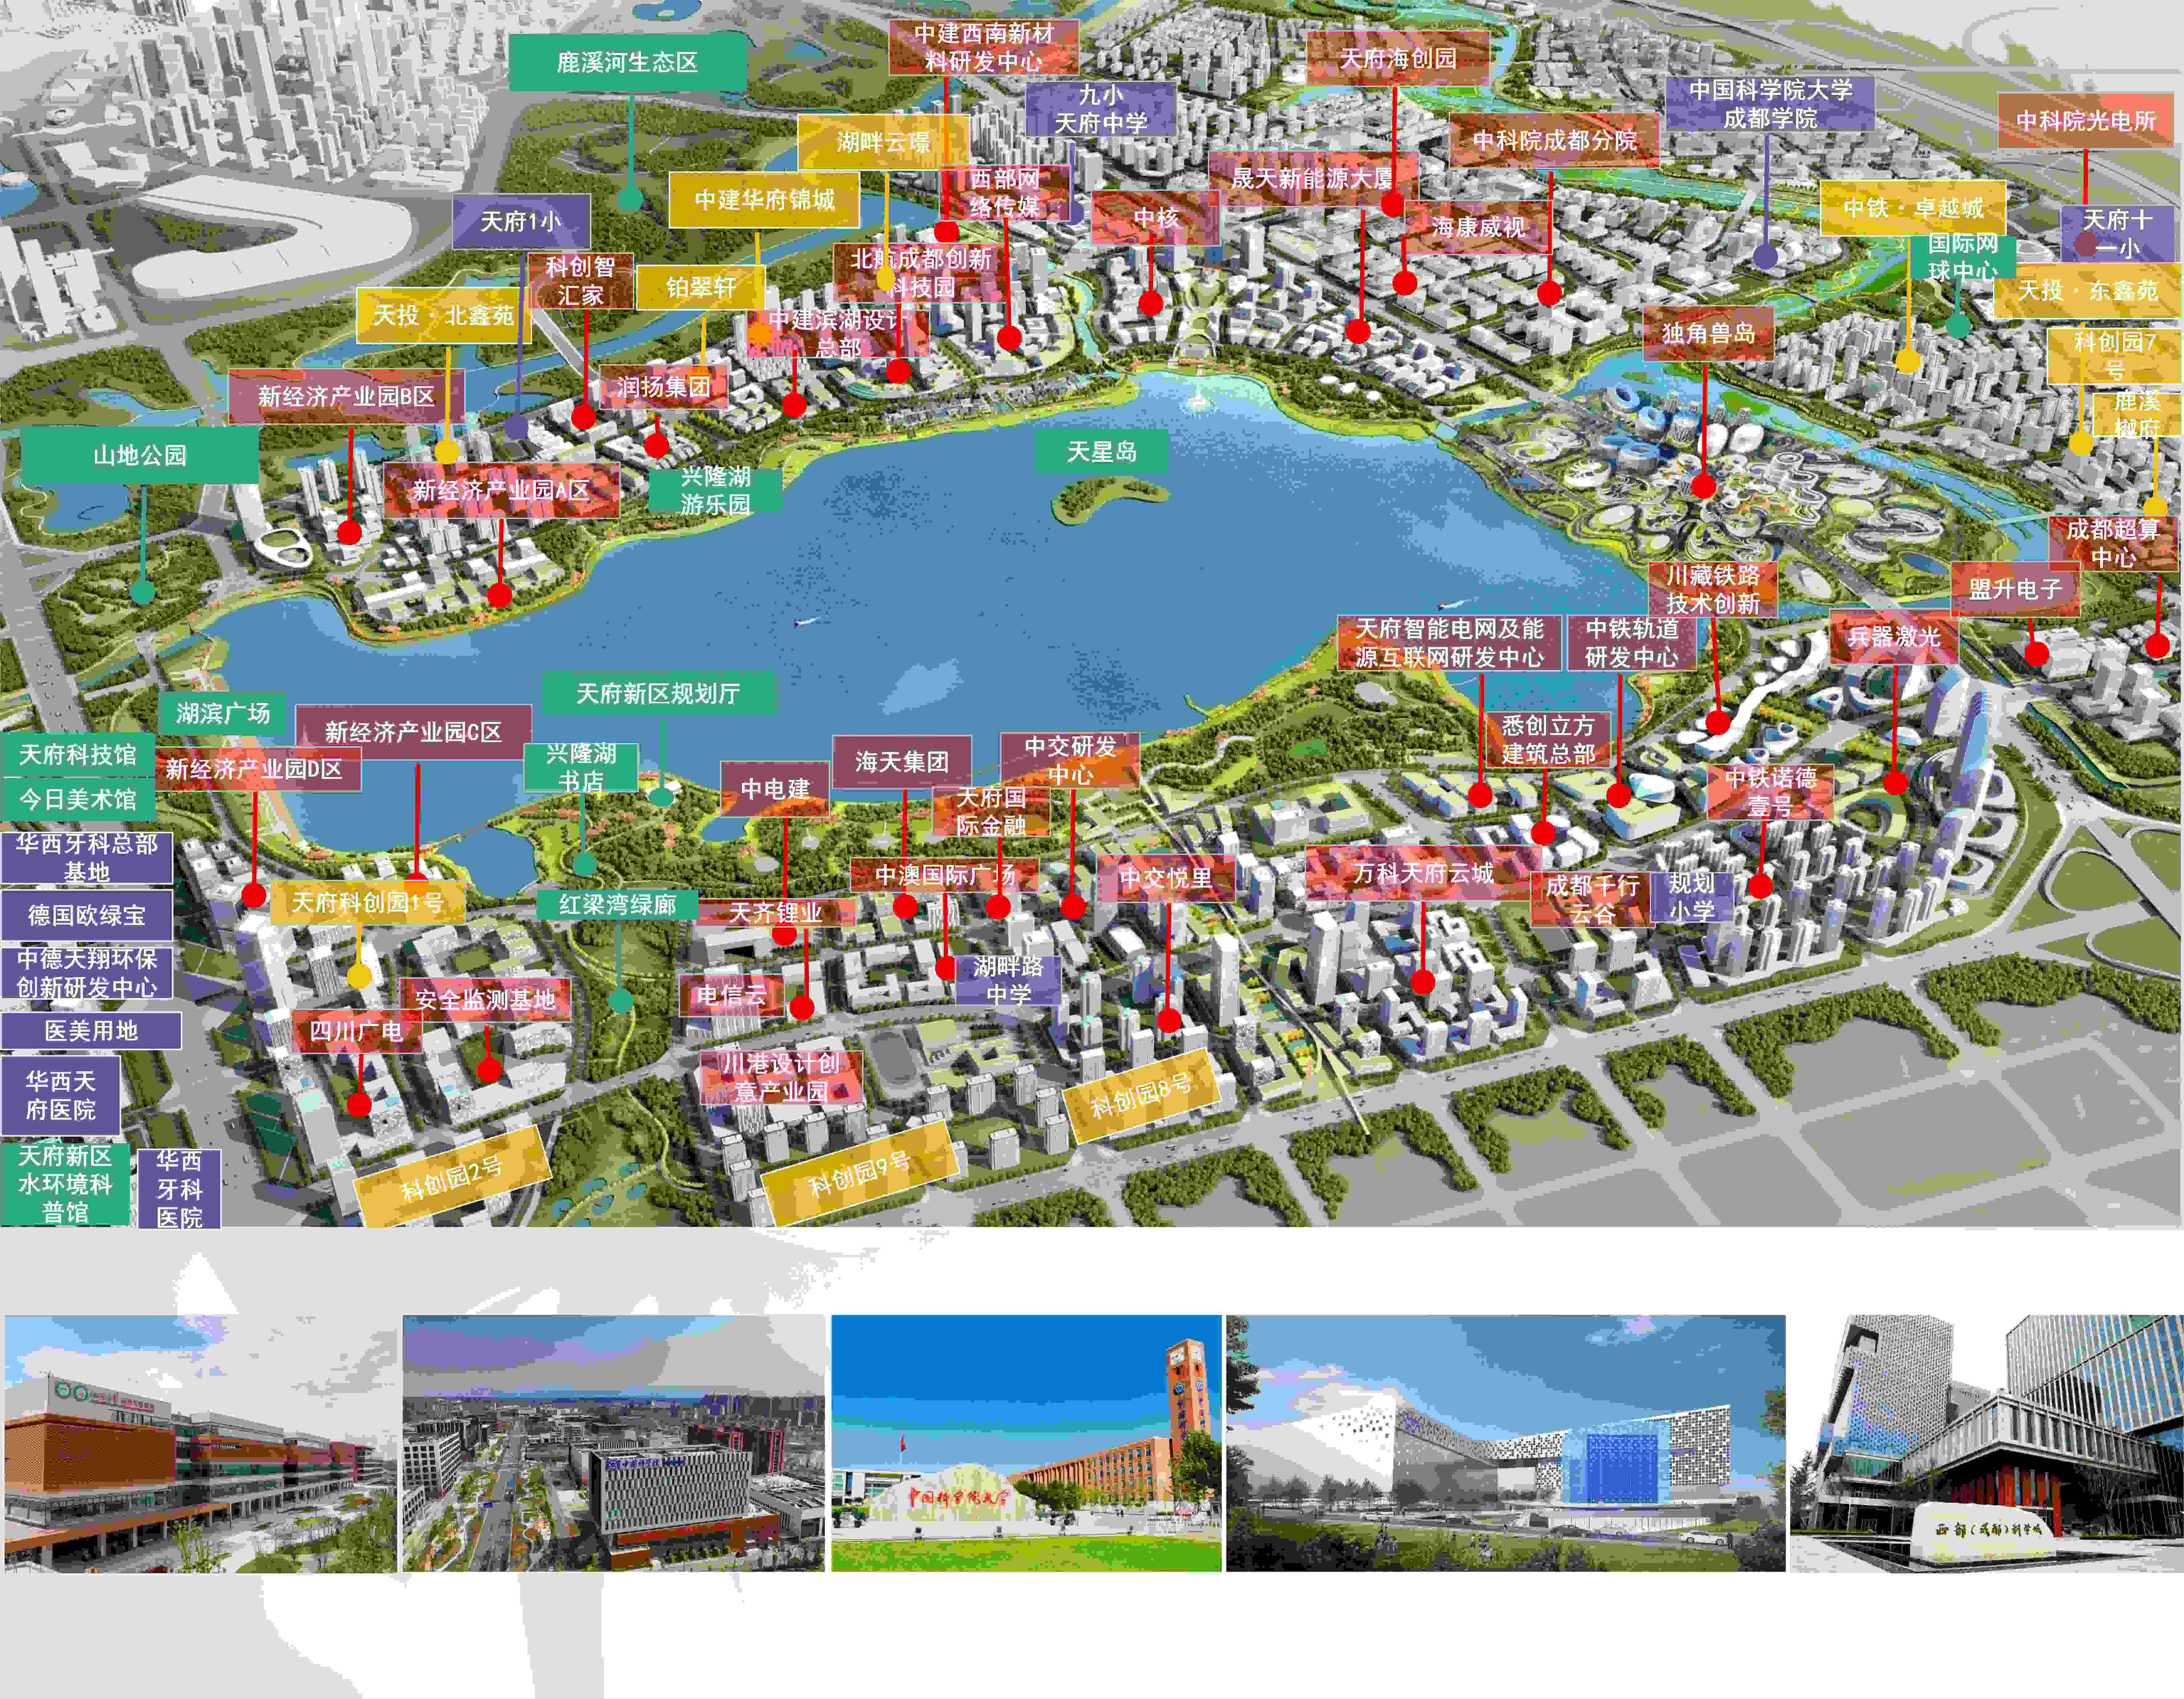 中建西南新材
料研发中心
天府海创园
鹿溪河生态区
九小
天府中学
中国科学院大学
成都学院
中科院光电所
湖畔云璟
中科院成都分院
西部网
络传媒
晟天新能源大厦
中建华府锦城
天府1小
中核
海康威视
中铁·卓越城
天府十
一小
国际网
球中心
科创智
汇家
铂翠轩
北航成都创新
科技园
天投·东鑫苑
天投·北鑫苑
中建滨湖设计
总部
独角兽岛
科创园7
号
新经济产业园B区
润扬集团
鹿溪
樾府
山地公园
天星岛
新经济产业园A区
兴隆湖
游乐园
成都超算
中心
川藏铁路
技术创新
盟升电子
天府智能电网及能
源互联网研发中心
中铁轨道
研发中心
兵器激光
天府新区规划厅
湖滨广场
新经济产业园C区
悉创立方
建筑总部
天府科技馆
新经济产业园D区
兴隆湖
书店
中电建
海天集团
中交研发
中心
今日美术馆
天府国
际金融
中铁诺德
壹号
华西牙科总部
基地
中澳国际广场
中交悦里
万科天府云城
成都千行
云谷
规划
小学
德国欧绿宝
天府科创园1号
红梁湾绿廊
天齐锂业
中德天翔环保
创新研发中心
安全监测基地
电信云
湖畔路
中学
医美用地
四川广电
华西天
府医院
川港设计创
意产业园
科创园8号
天府新区
水环境科
普馆
华西
牙科
医院
科创园2号
科创园9号
中国科学院大学
西部(成都)科学城